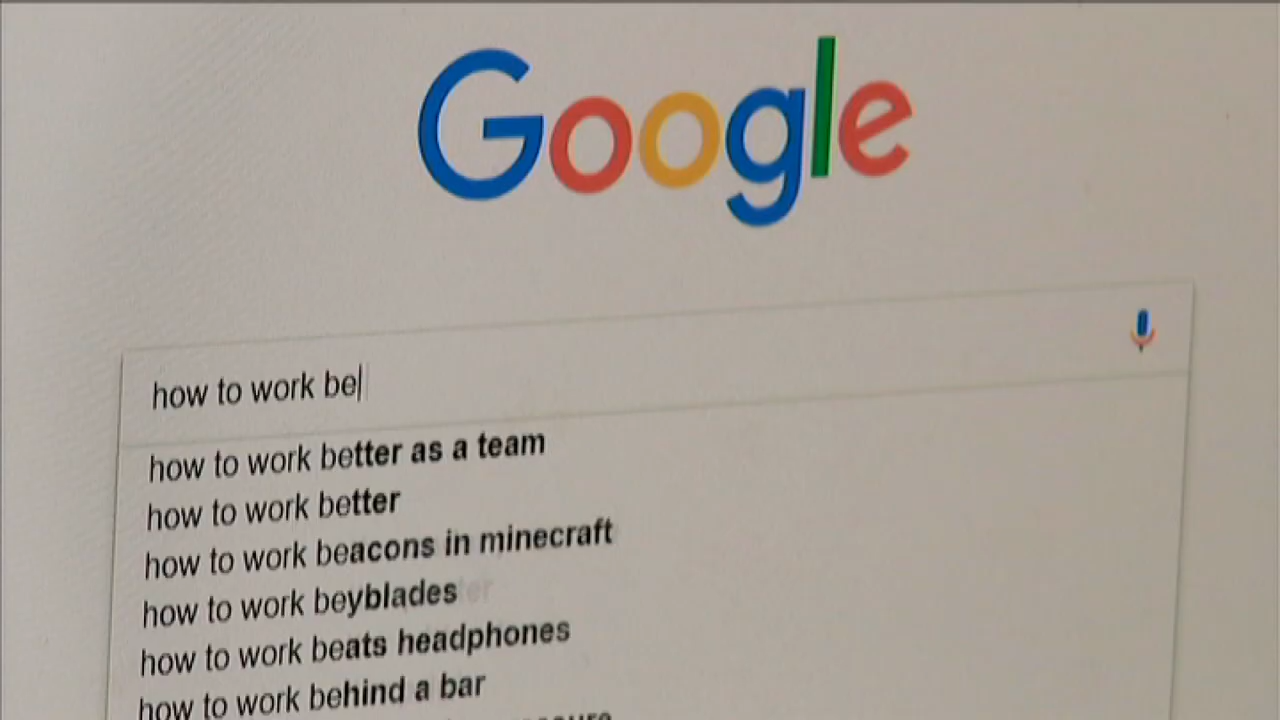 Google
how to work be
how to work better as a team
how to work better
how to work beacons in minecraft
how to work beyblades
how to work beats headphones
how to work behind a bar